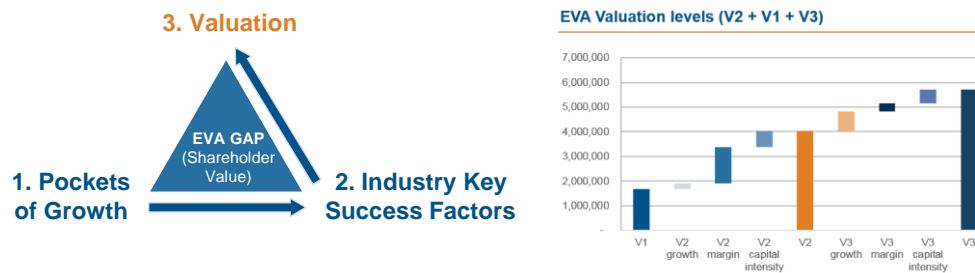 3. Valuation
EVA GAP
(Shareholder
Value)
1. Pockets
of Growth
2. Industry Key
Success Factors
EVA Valuation levels (V2 + V1 + V3)
7,000,000
6,000,000
5,000,000
4,000,000
3,000,000
2,000,000
1,000,000
-
V1
V2
growth
V2
margin
V2
capital
intensity
V2
V3
growth
V3
margin
V3
capital
intensity
V3